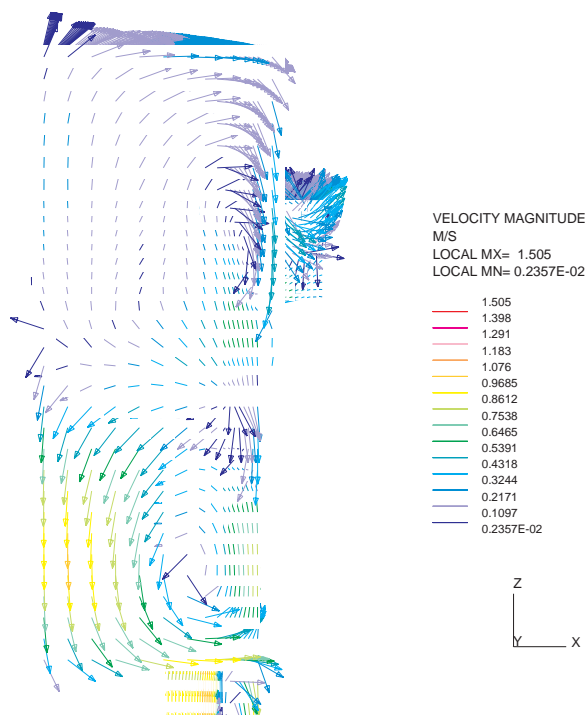 VELOCITY MAGNITUDE
M/S
LOCAL MX= 1.505
LOCAL MN= 0.2357E-02
1.505
1.398
1.291
1.183
1.076
0.9685
0.8612
0.7538
0.6465
0.5391
0.4318
0.3244
0.2171
0.1097
0.2357E-02
Z
Y
X